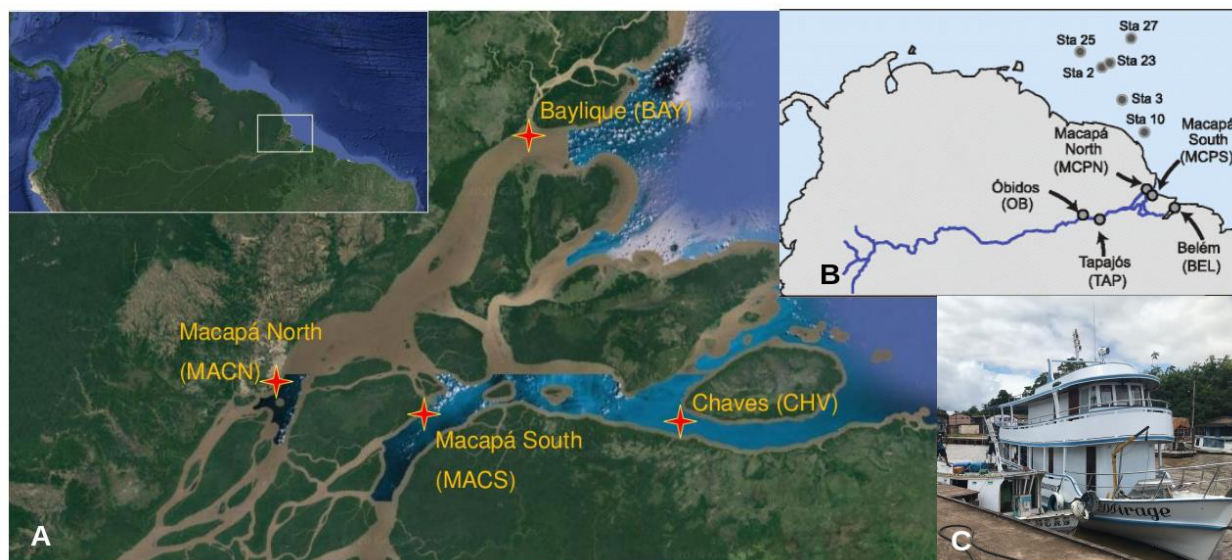 Baylique (BAY)
Macapá North
(MACN)
Macapá South
(MACS)
Chaves (CHV)
A
Sta 27
Sta 25
Sta 23
Sta 2
Sta 3
Sta 10
Macapá
North
(MCPN)
Macapá
South
(MCPS)
Óbidos
(OB)
Tapajós
(TAP)
Belém
(BEL)
B
Mirage
C